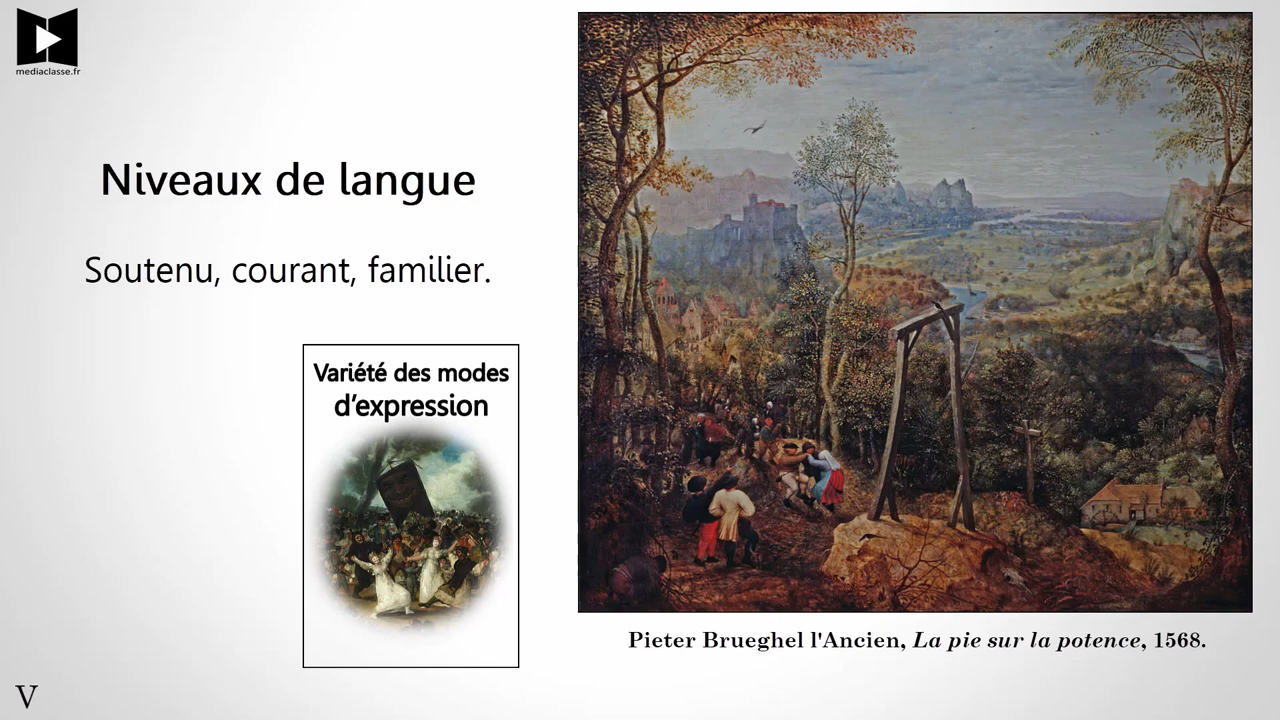 mediaclasse.fr
Niveaux de langue
Soutenu, courant, familier.
Variété des modes
d’expression
Pieter Brueghel l'Ancien, La pie sur la potence, 1568.
V